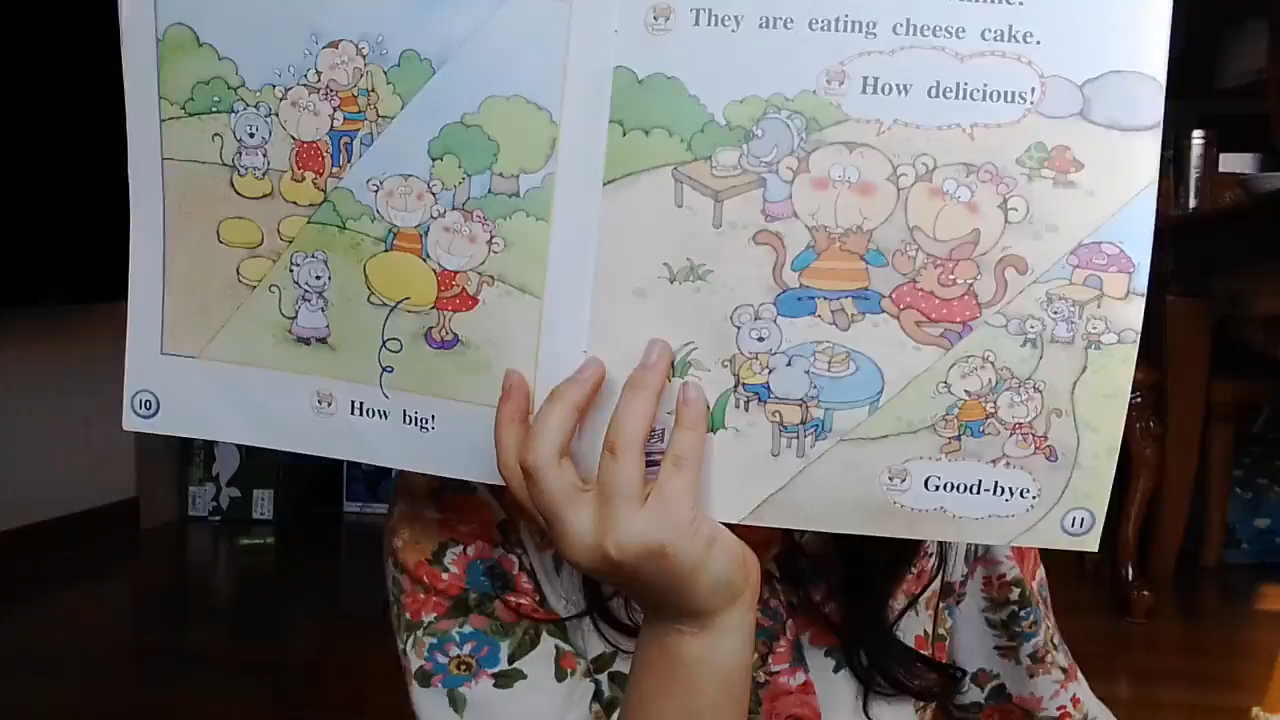 10
How big!
They are eating cheese cake.
How delicious!
Good-bye.
11